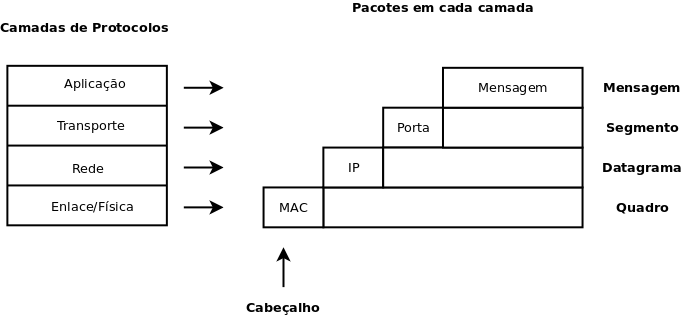 Pacotes em cada camada
Camadas de Protocolos
Aplicação
Mensagem
Mensagem
Transporte
Porta
Segmento
Rede
IP
Datagrama
Enlace/Física
MAC
Quadro
Cabeçalho